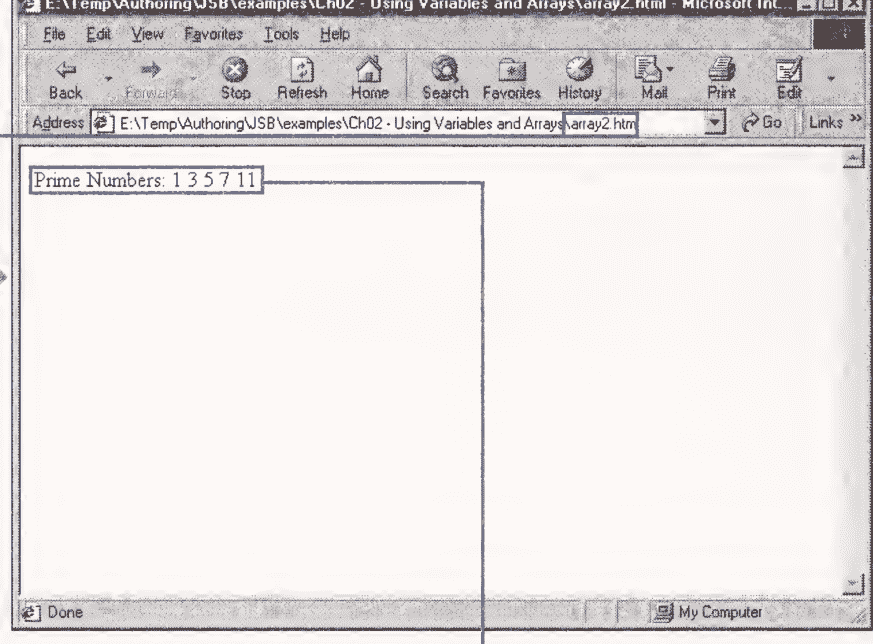 E:\Temp\Authoring\JSB\examples\Ch02 - Using Variables and Arrays\array2.html - Microsoft Int...
File Edit View Favorites Tools Help
Back Forward Stop Refresh Home Search Favorites History Mail Print Edit
Address E:\Temp\Authoring\JSB\examples\Ch02 - Using Variables and Arrays\array2.htm Go Links »
Prime Numbers: 1 3 5 7 11
Done My Computer